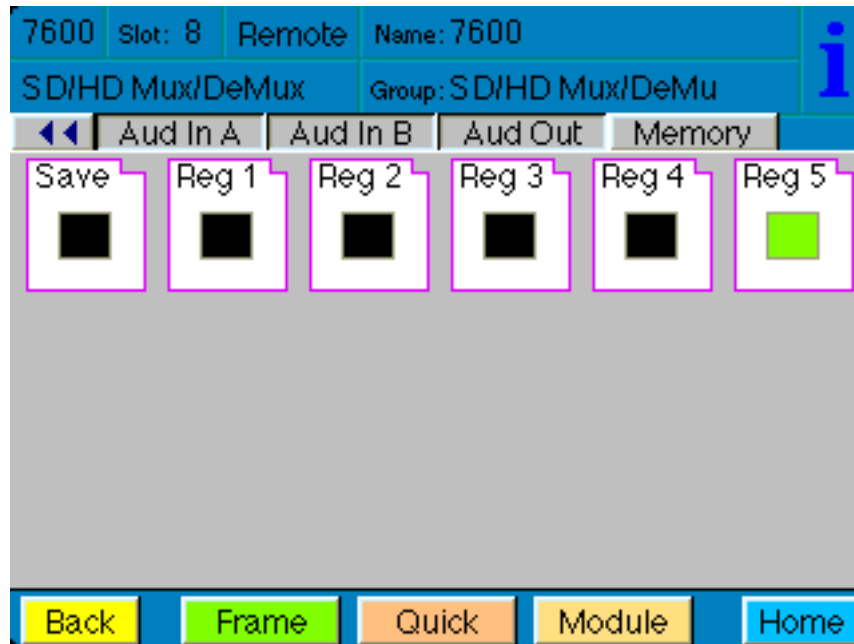 7600 Slot: 8 Remote Name: 7600
SD/HD Mux/DeMux Group: SD/HD Mux/DeMu
Aud In A Aud In B Aud Out Memory
Save Reg 1 Reg 2 Reg 3 Reg 4 Reg 5
Back Frame Quick Module Home